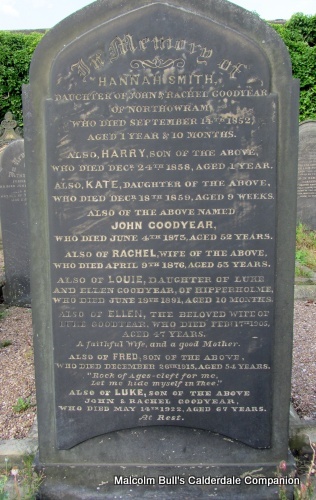 In Memory of
HANNAH SMITH,
DAUGHTER OF JOHN & RACHEL GOODYEAR,
OF NORTHOWRAM,
WHO DIED SEPTEMBER 14TH 1852,
AGED 1 YEAR & 10 MONTHS.
ALSO, HARRY, SON OF THE ABOVE,
WHO DIED DECR 24TH 1858, AGED 1 YEAR.
ALSO, KATE, DAUGHTER OF THE ABOVE,
WHO DIED DECR 18TH 1859, AGED 9 WEEKS.
ALSO OF THE ABOVE NAMED
JOHN GOODYEAR,
WHO DIED JUNE 4TH 1875, AGED 52 YEARS.
ALSO OF RACHEL, WIFE OF THE ABOVE,
WHO DIED APRIL 9TH 1876, AGED 53 YEARS.
ALSO OF LOUIE, DAUGHTER OF LUKE
AND ELLEN GOODYEAR, OF HIPPERHOLME,
WHO DIED JUNE 19TH 1891, AGED 10 MONTHS.
ALSO OF ELLEN, THE BELOVED WIFE OF
LUKE GOODYEAR, WHO DIED FEB 17TH 1905,
AGED 47 YEARS.
A faithful Wife, and a good Mother.
ALSO OF FRED, SON OF THE ABOVE,
WHO DIED DECEMBER 26TH 1915, AGED 34 YEARS.
"Rock of Ages cleft for me,
Let me hide myself in Thee."
ALSO OF LUKE, SON OF THE ABOVE
JOHN & RACHEL GOODYEAR,
WHO DIED MAY 14TH 1922, AGED 67 YEARS.
At Rest.
Malcolm Bull's Calderdale Companion